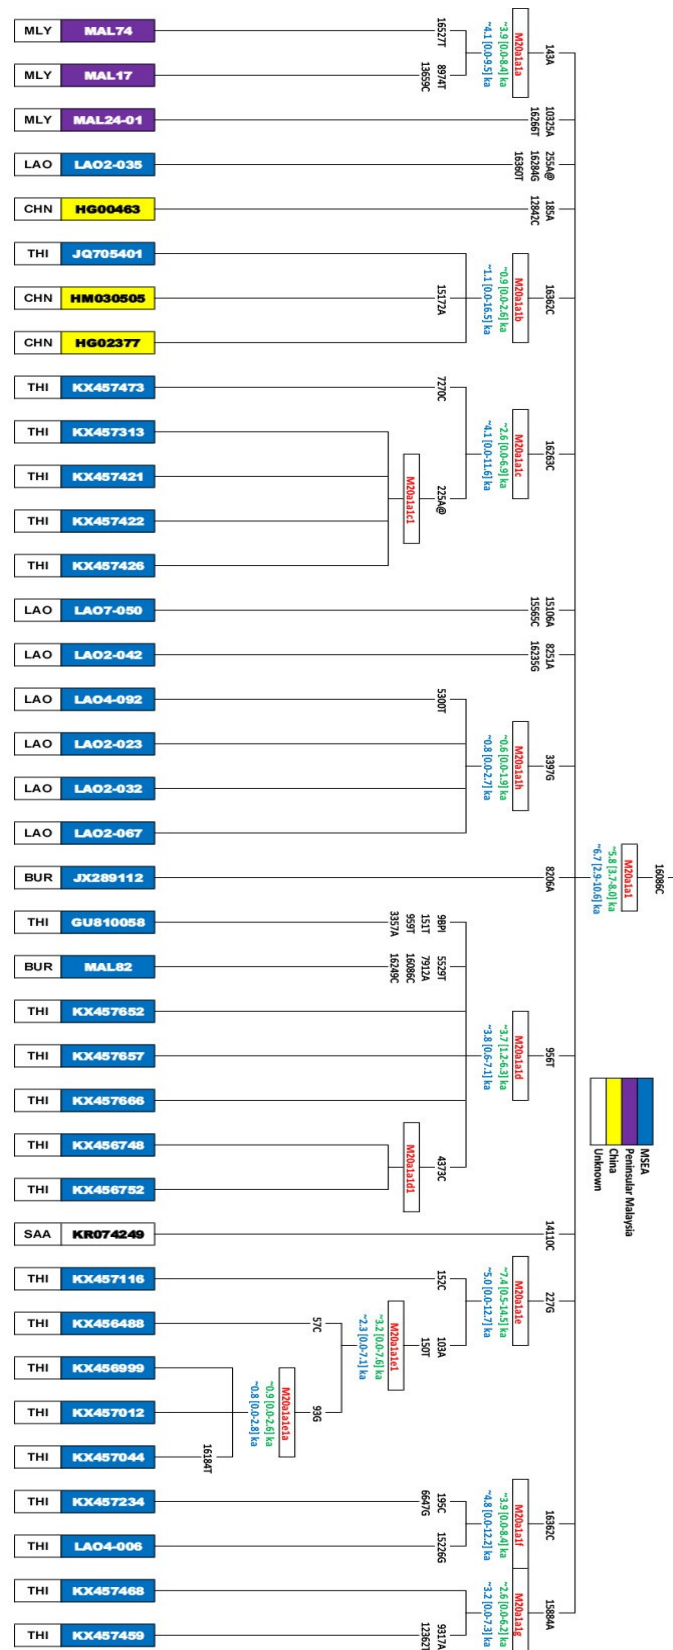 MLY MAL74
MLY MAL17
MLY MAL24-01
LAO LAO2-035
CHN HG00463
THI JQ705401
CHN HM030505
CHN HG02377
THI KX457473
THI KX457313
THI KX457421
THI KX457422
THI KX457426
LAO LAO7-050
LAO LAO2-042
LAO LAO4-092
LAO LAO2-023
LAO LAO2-032
LAO LAO2-067
BUR JX289112
THI GU810058
BUR MAL82
THI KX457652
THI KX457657
THI KX457666
THI KX456748
THI KX456752
SAA KR074249
THI KX457116
THI KX456488
THI KX456999
THI KX457012
THI KX457044
THI KX457234
THI LAO4-006
THI KX457468
THI KX457459
16527T
8974T
13659C
M20a1a1a
~3.9 [0.0-8.4] ka
~4.1 [0.0-9.5] ka
143A
10325A
16266T
255A@
16284G
16360T
185A
12842C
15172A
M20a1a1b
~0.9 [0.0-2.6] ka
~1.1 [0.0-16.5] ka
16362C
7270C
225A@
M20a1a1c1
M20a1a1c
~2.6 [0.0-6.9] ka
~4.1 [0.0-11.6] ka
16263C
15106A
15565C
8251A
16235G
5300T
M20a1a1h
~0.6 [0.0-1.9] ka
~0.8 [0.0-2.7] ka
3397G
8206A
16086C
M20a1a1
~5.8 [3.7-8.0] ka
~6.7 [2.9-10.6] ka
9BPI
151T
959T
3357A
5529T
7912A
16086C
16249C
M20a1a1d
~3.7 [1.2-6.3] ka
~3.8 [0.6-7.1] ka
956T
4373C
M20a1a1d1
14110C
152C
M20a1a1e
~7.4 [0.5-14.5] ka
~5.0 [0.0-12.7] ka
227G
103A
150T
M20a1a1e1
~3.2 [0.0-7.6] ka
~2.3 [0.0-7.1] ka
57C
93G
M20a1a1e1a
~0.9 [0.0-2.6] ka
~0.8 [0.0-2.8] ka
16184T
195C
6647G
15226G
M20a1a1f
~3.9 [0.0-8.4] ka
~4.8 [0.0-12.2] ka
16362C
9317A
12362T
M20a1a1g
~2.6 [0.0-6.2] ka
~3.2 [0.0-7.3] ka
15884A
MSEA
Peninsular Malaysia
China
Unknown